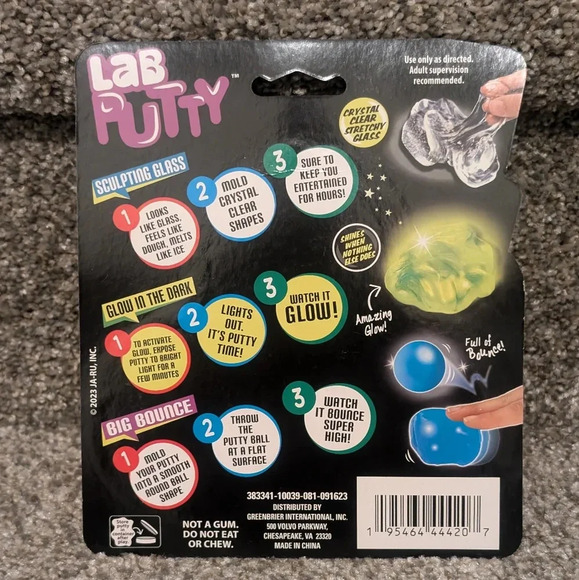 LAB
PUTTY™
Use only as directed.
Adult supervision
recommended.
CRYSTAL
CLEAR
STRETCHY
GLASS
SCULPTING GLASS
1
LOOKS
LIKE GLASS,
FEELS LIKE
DOUGH, MELTS
LIKE ICE
2
MOLD
CRYSTAL
CLEAR
SHAPES
3
SURE TO
KEEP YOU
ENTERTAINED
FOR HOURS!
SHINES
WHEN
NOTHING
ELSE DOES
Amazing
Glow!
GLOW IN THE DARK
1
TO ACTIVATE
GLOW, EXPOSE
PUTTY TO BRIGHT
LIGHT FOR A
FEW MINUTES
2
LIGHTS
OUT.
IT'S PUTTY
TIME!
3
WATCH IT
GLOW!
Full of
Bounce!
BIG BOUNCE
1
MOLD
YOUR PUTTY
INTO A SMOOTH
ROUND BALL
SHAPE
2
THROW
THE
PUTTY BALL
AT A FLAT
SURFACE
3
WATCH
IT BOUNCE
SUPER
HIGH!
© 2023 JA-RU, INC.
Store
putty in
container
after
play.
NOT A GUM.
DO NOT EAT
OR CHEW.
383341-10039-081-091623
DISTRIBUTED BY
GREENBRIER INTERNATIONAL, INC.
500 VOLVO PARKWAY,
CHESAPEAKE, VA 23320
MADE IN CHINA
1 95464 44420 7